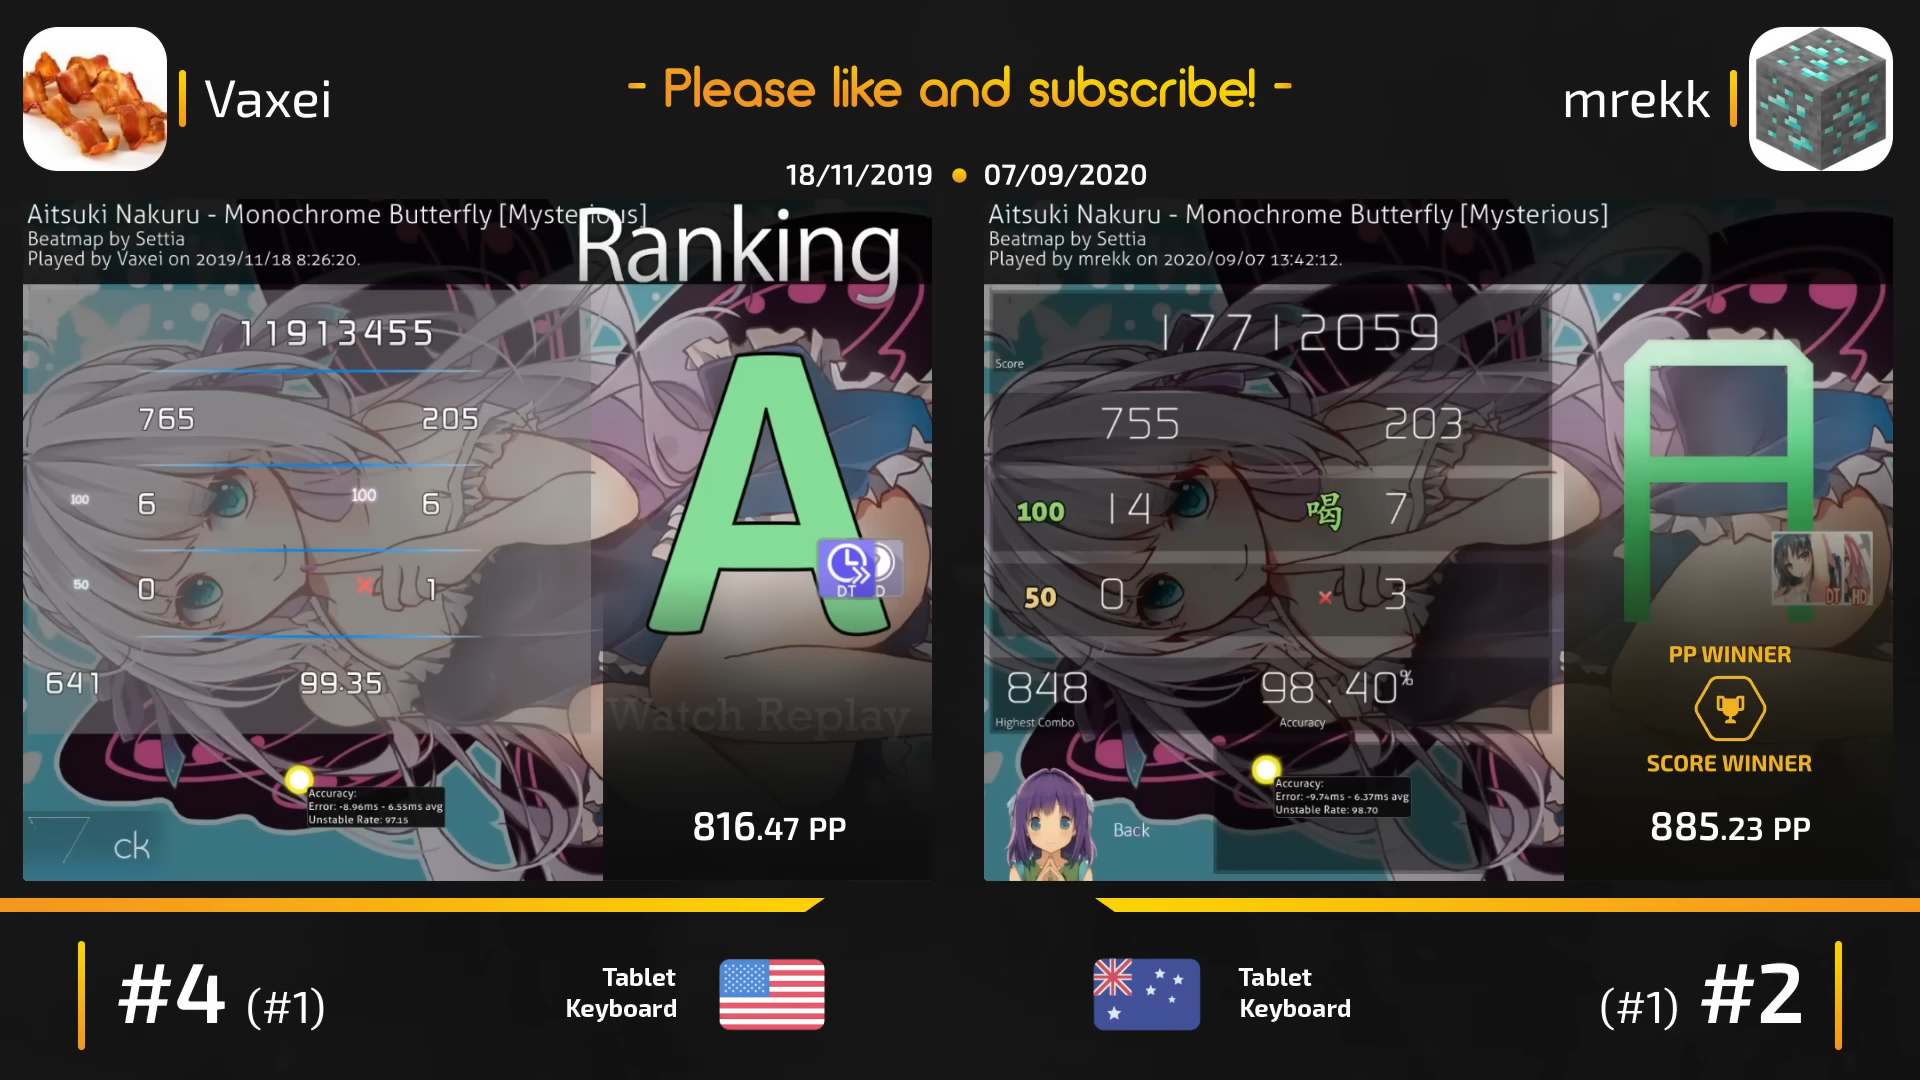 Vaxei
- Please like and subscribe! -
mrekk
18/11/2019 • 07/09/2020
Aitsuki Nakuru - Monochrome Butterfly [Mysterious]
Beatmap by Settia
Played by Vaxei on 2019/11/18 8:26:20.
Ranking
11913455
765 205
100 6 100 6
50 0 1
641 99.35
Watch Replay
DT D
Accuracy:
Error: -8.96ms - 6.55ms avg
Unstable Rate: 97.15
ck
A
816.47 PP
Aitsuki Nakuru - Monochrome Butterfly [Mysterious]
Beatmap by Settia
Played by mrekk on 2020/09/07 13:42:12.
17712059
Score
755 203
100 14 喝 7
50 0 3
848 98.40%
Highest Combo Accuracy
A
DT HD
Accuracy:
Error: -9.74ms - 6.37ms avg
Unstable Rate: 98.70
Back
PP WINNER
SCORE WINNER
885.23 PP
#4 (#1)
Tablet
Keyboard
Tablet
Keyboard
(#1) #2